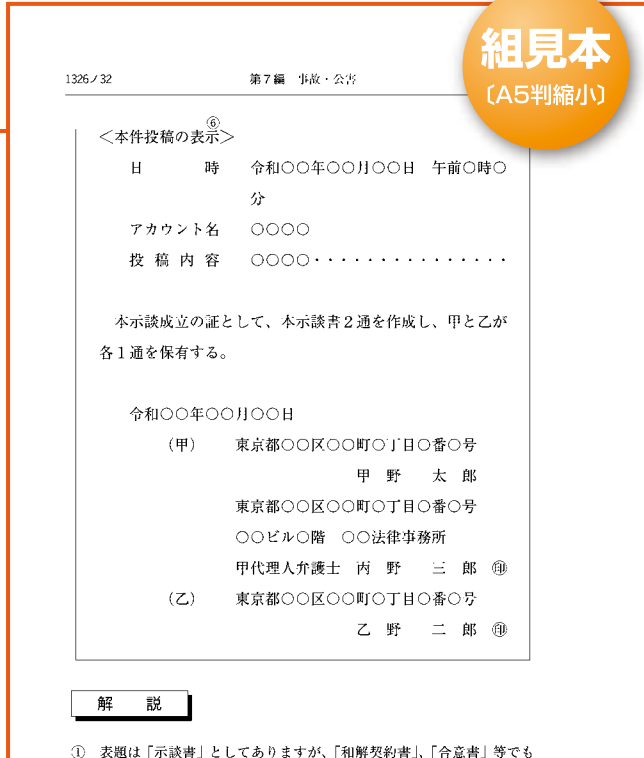 組見本
〔A5判縮小〕
1326ノ32 第7編 事故・公害
⑥
＜本件投稿の表示＞
日 時 令和○○年○○月○○日 午前○時○
分
アカウント名 ○○○○
投稿内容 ○○○○・・・・・・・・・・・・・・・
本示談成立の証として、本示談書２通を作成し、甲と乙が
各１通を保有する。
令和○○年○○月○○日
（甲） 東京都○○区○○町○丁目○番○号
甲野 太郎
東京都○○区○○町○丁目○番○号
○○ビル○階 ○○法律事務所
甲代理人弁護士 丙野 三郎 ㊞
（乙） 東京都○○区○○町○丁目○番○号
乙野 二郎 ㊞
解 説
① 表題は「示談書」としてありますが、「和解契約書」、「合意書」等でも